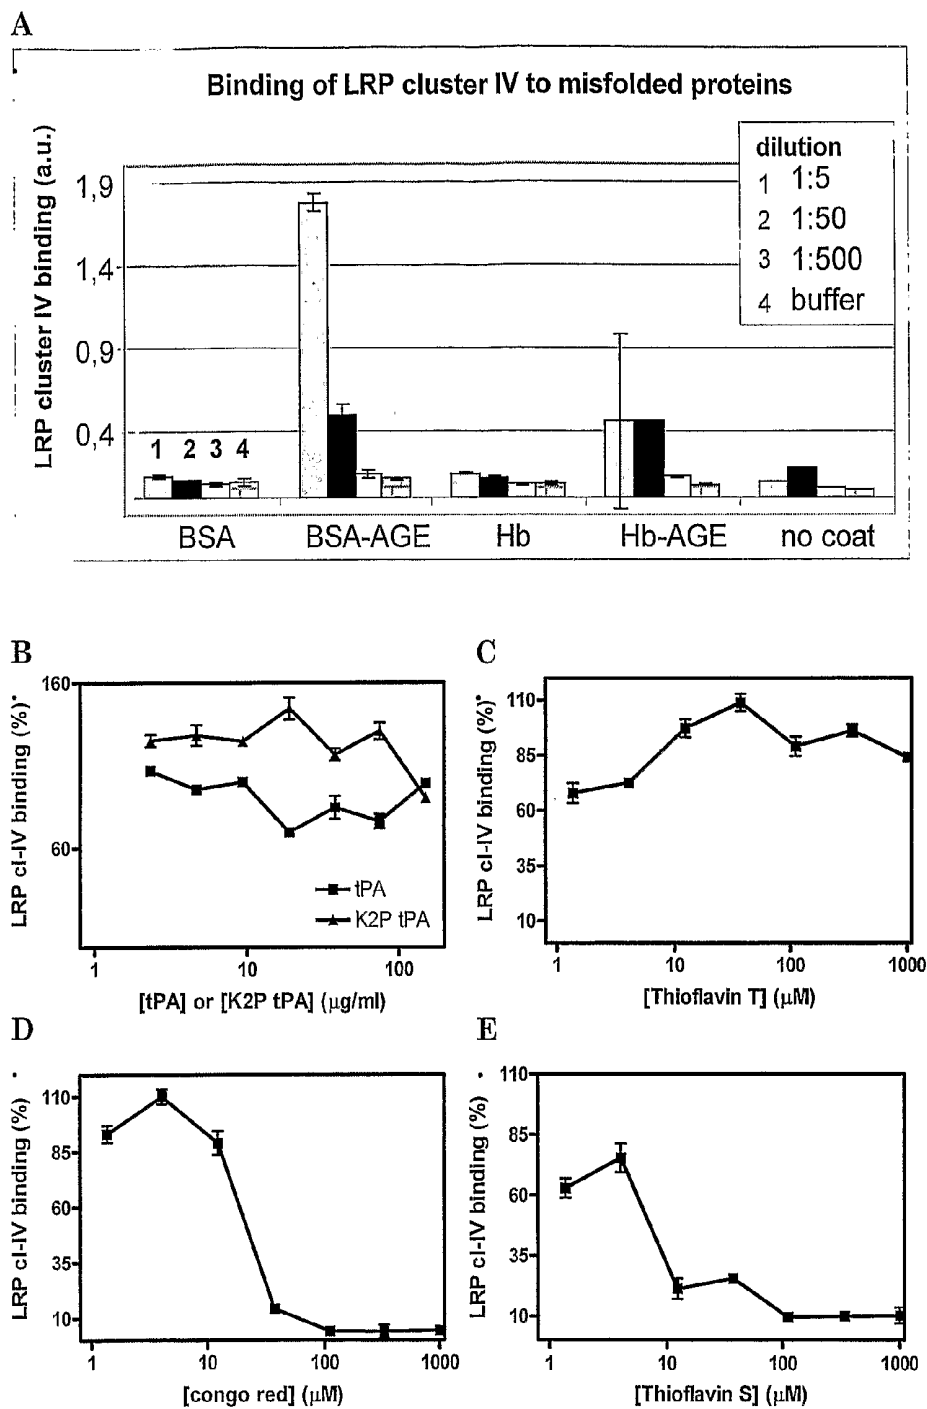 A
Binding of LRP cluster IV to misfolded proteins
LRP cluster IV binding (a.u.)
1,9
1,4
0,9
0,4
1 2 3 4
dilution
1 1:5
2 1:50
3 1:500
4 buffer
BSA BSA-AGE Hb Hb-AGE no coat
B
LRP cl-IV binding (%)
160
60
tPA
K2P tPA
1 10 100
[tPA] or [K2P tPA] (μg/ml)
C
LRP cl-IV binding (%)
110
85
60
35
10
1 10 100 1000
[Thioflavin T] (μM)
D
LRP cl-IV binding (%)
110
85
60
35
10
1 10 100 1000
[congo red] (μM)
E
LRP cl-IV binding (%)
110
85
60
35
10
1 10 100 1000
[Thioflavin S] (μM)